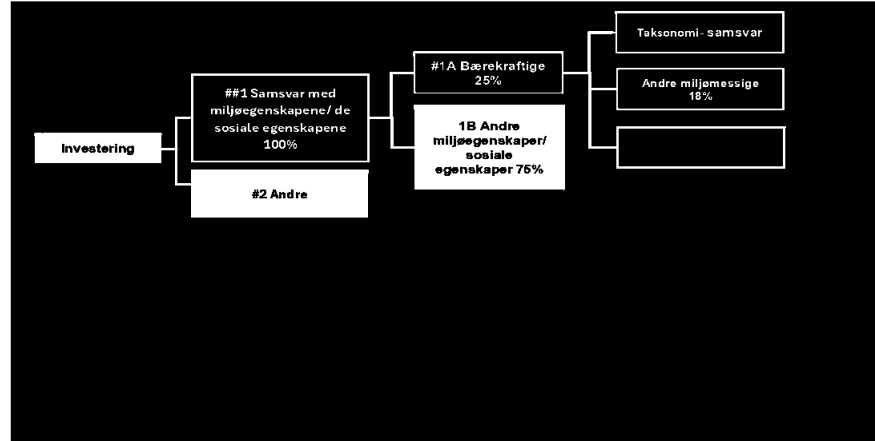 Investering
##1 Samsvar med
miljøegenskapene/ de
sosiale egenskapene
100%
#2 Andre
#1A Bærekraftige
25%
1B Andre
miljøegenskaper/
sosiale
egenskaper 75%
Taksonomi- samsvar
Andre miljømessige
18%